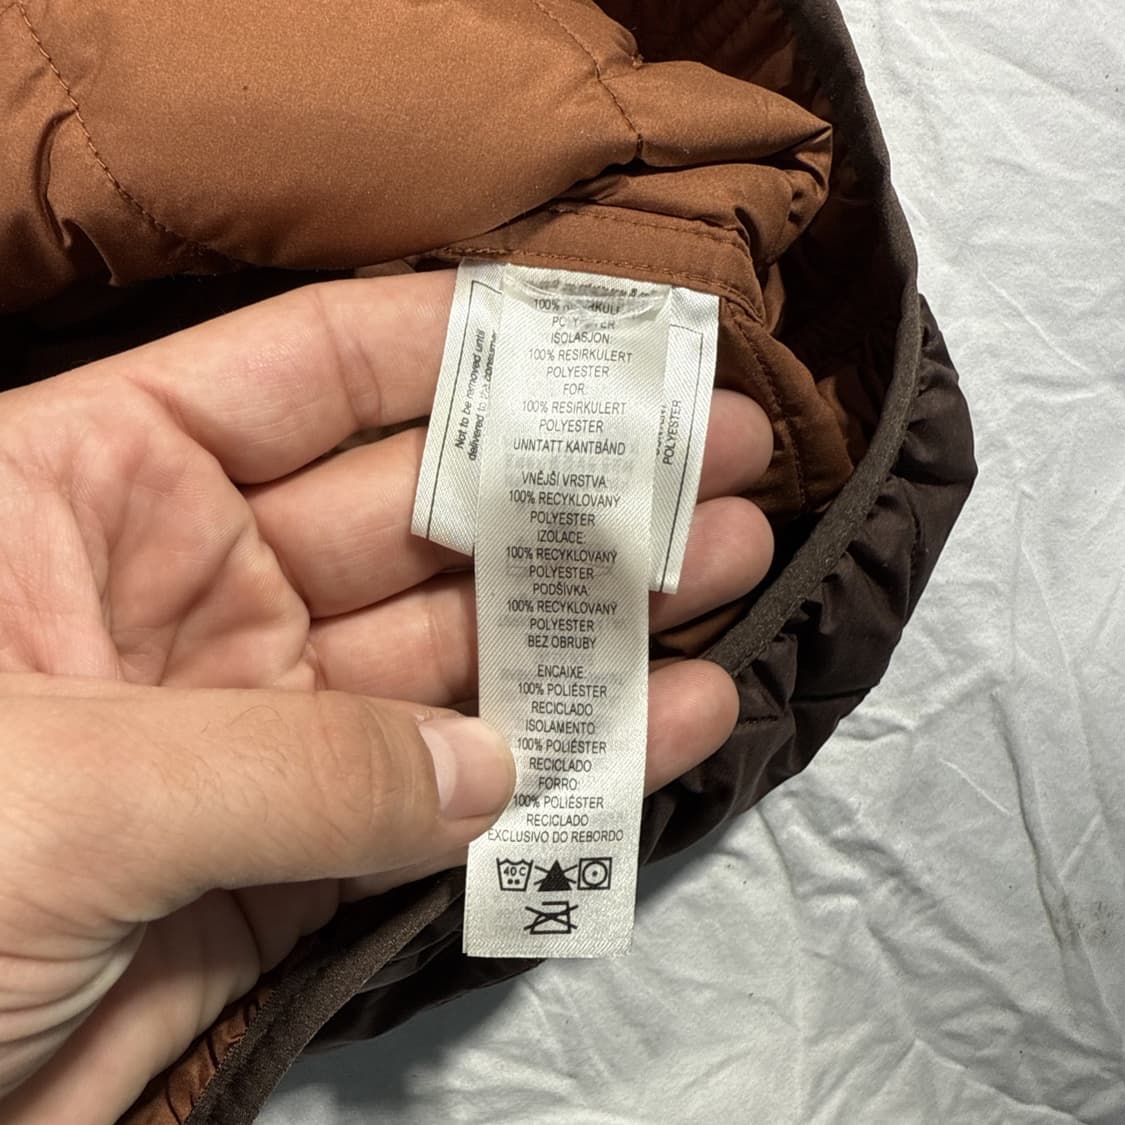 Not to be removed until
delivered to the consumer
100%
ISOLASJON:
100% RESIRKULERT
POLYESTER
FOR:
100% RESIRKULERT
POLYESTER
UNNTATT KANTBÅND
VNĚJŠÍ VRSTVA:
100% RECYKLOVANÝ
POLYESTER
IZOLACE:
100% RECYKLOVANÝ
POLYESTER
PODŠÍVKA:
100% RECYKLOVANÝ
POLYESTER
BEZ OBRUBY
ENCAIXE:
100% POLIÉSTER
RECICLADO
ISOLAMENTO:
100% POLIÉSTER
RECICLADO
FORRO:
100% POLIÉSTER
RECICLADO
EXCLUSIVO DO REBORDO
40 C
POLYESTER